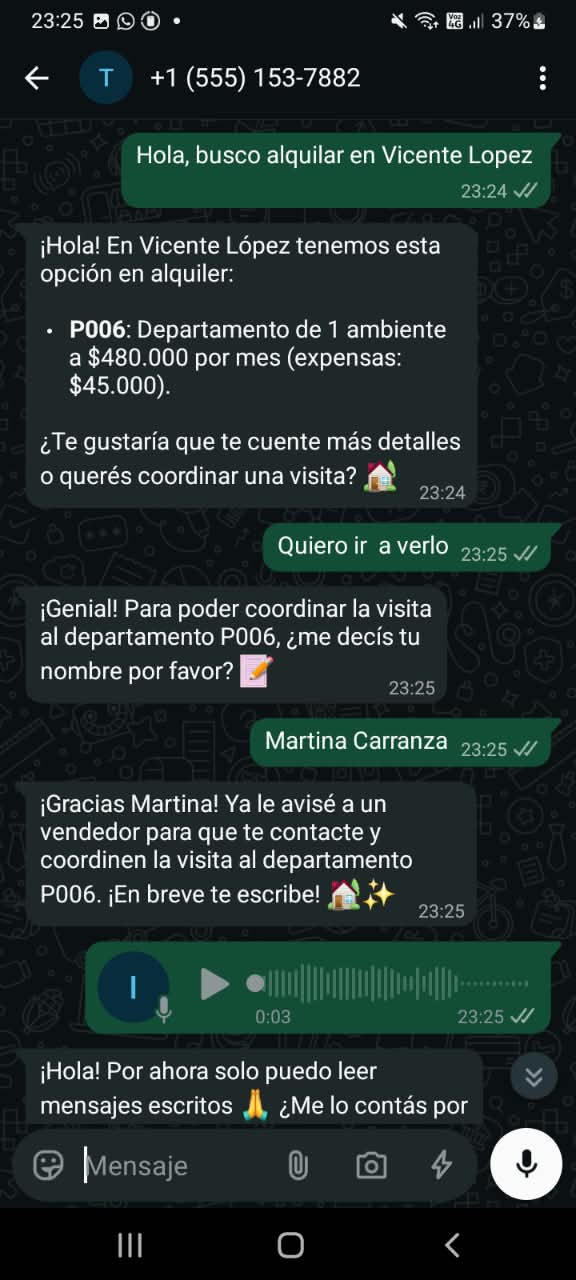 23:25
Voz
4G
37%
T
+1 (555) 153-7882
Hola, busco alquilar en Vicente Lopez
23:24
¡Hola! En Vicente López tenemos esta
opción en alquiler:
• P006: Departamento de 1 ambiente
a $480.000 por mes (expensas:
$45.000).
¿Te gustaría que te cuente más detalles
o querés coordinar una visita? 🏡
23:24
Quiero ir a verlo
23:25
¡Genial! Para poder coordinar la visita
al departamento P006, ¿me decís tu
nombre por favor? 📝
23:25
Martina Carranza
23:25
¡Gracias Martina! Ya le avisé a un
vendedor para que te contacte y
coordinen la visita al departamento
P006. ¡En breve te escribe! 🏡✨
23:25
I
0:03
23:25
¡Hola! Por ahora solo puedo leer
mensajes escritos 🙏 ¿Me lo contás por
Mensaje